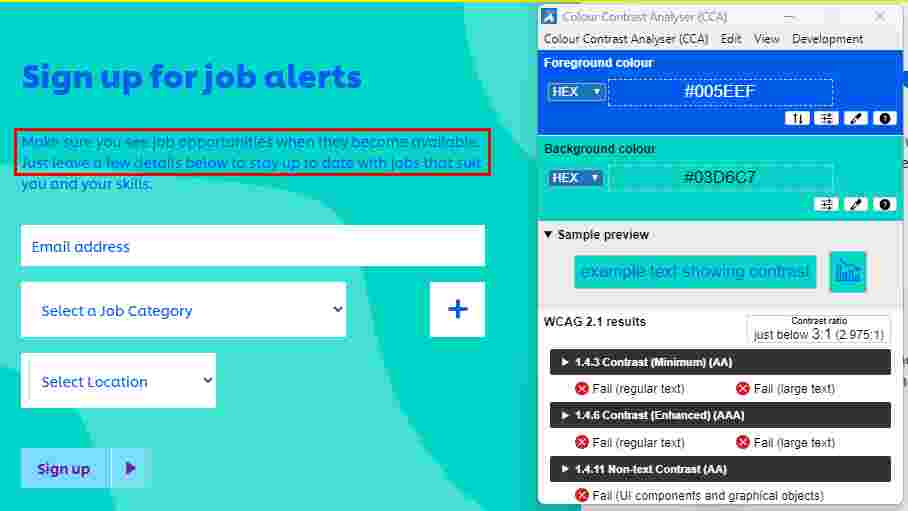 Sign up for job alerts
Make sure you see job opportunities when they become available.
Just leave a few details below to stay up to date with jobs that suit
you and your skills.
Email address
Select a Job Category
+
Select Location
Sign up
Colour Contrast Analyser (CCA)
Colour Contrast Analyser (CCA) Edit View Development
Foreground colour
HEX #005EEF
Background colour
HEX #03D6C7
Sample preview
example text showing contrast
WCAG 2.1 results
Contrast ratio
just below 3:1 (2.975:1)
1.4.3 Contrast (Minimum) (AA)
Fail (regular text) Fail (large text)
1.4.6 Contrast (Enhanced) (AAA)
Fail (regular text) Fail (large text)
1.4.11 Non-text Contrast (AA)
Fail (UI components and graphical objects)